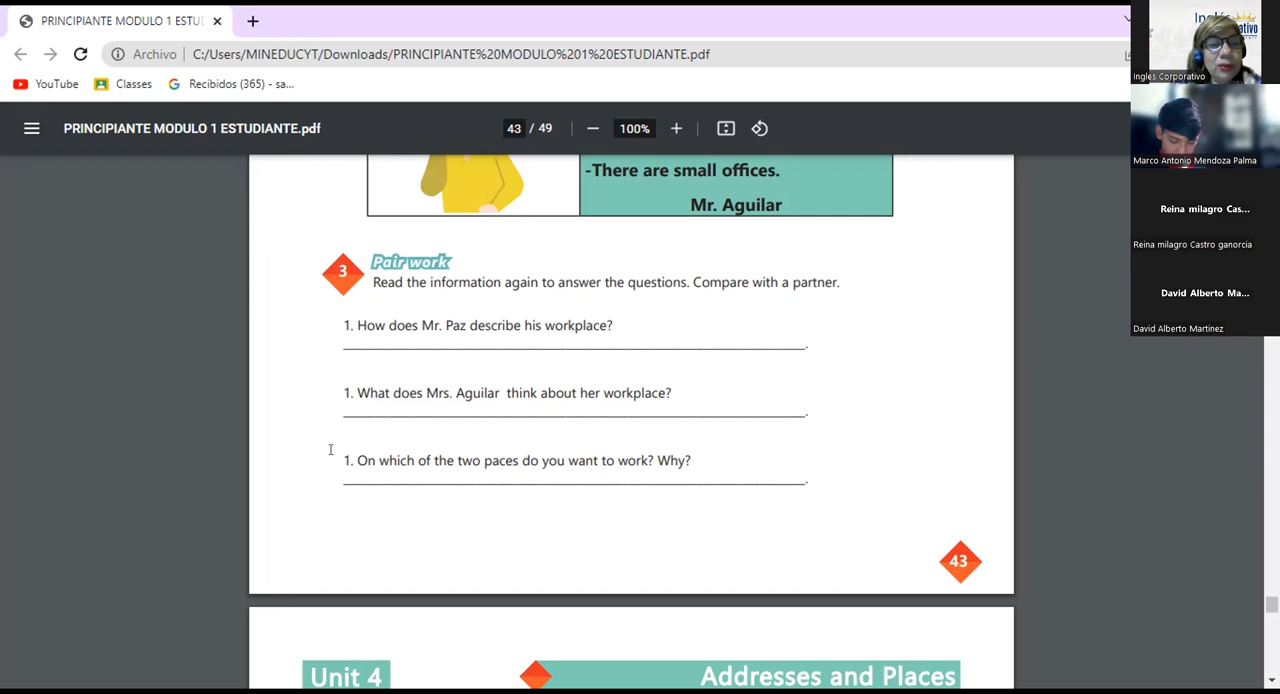 PRINCIPIANTE MODULO 1 ESTU
Archivo
C:/Users/MINEDUCYT/Downloads/PRINCIPIANTE%20MODULO%201%20ESTUDIANTE.pdf
YouTube
Classes
Recibidos (365) - sa...
PRINCIPIANTE MODULO 1 ESTUDIANTE.pdf
43 / 49
100%
-There are small offices.
Mr. Aguilar
3
Pair work
Read the information again to answer the questions. Compare with a partner.
1. How does Mr. Paz describe his workplace?
1. What does Mrs. Aguilar think about her workplace?
1. On which of the two paces do you want to work? Why?
43
Unit 4
Addresses and Places
Ingles Corporativo
Marco Antonio Mendoza Palma
Reina milagro Cas...
Reina milagro Castro ganorcia
David Alberto Ma...
David Alberto Martinez